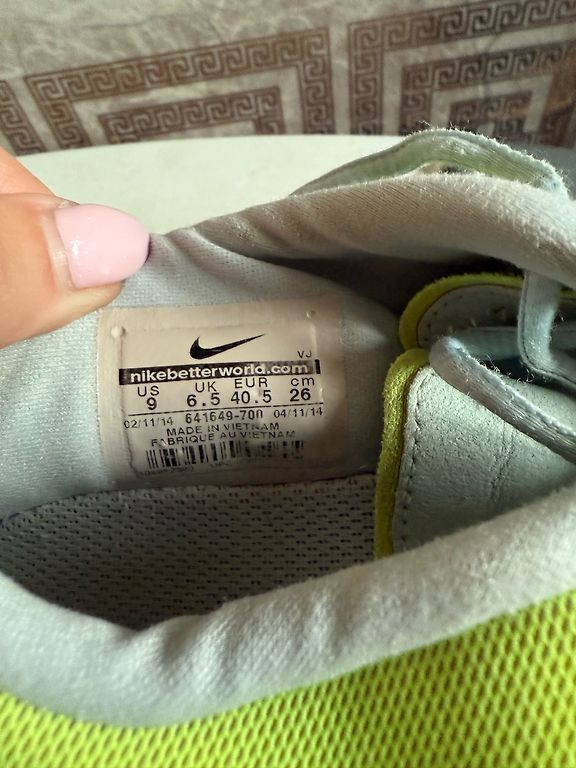 VJ
nikebetterworld.com
US UK EUR cm
9 6.5 40.5 26
02/11/14 641649-700 04/11/14
MADE IN VIETNAM
FABRIQUE AU VIETNAM